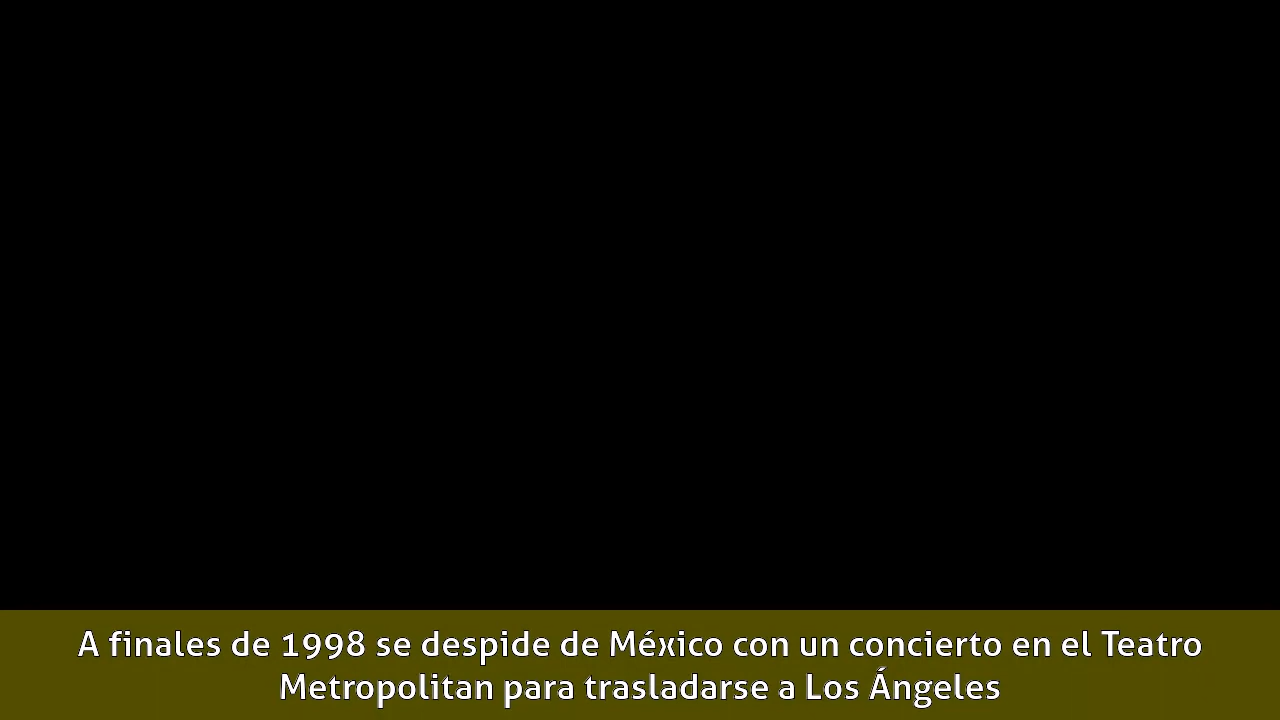 A finales de 1998 se despide de México con un concierto en el Teatro
Metropolitan para trasladarse a Los Ángeles